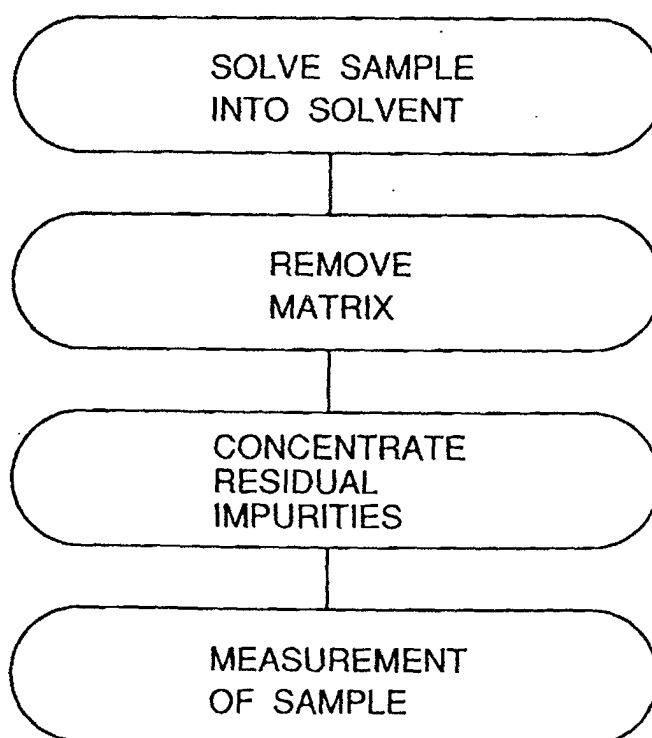 SOLVE SAMPLE
INTO SOLVENT
REMOVE
MATRIX
CONCENTRATE
RESIDUAL
IMPURITIES
MEASUREMENT
OF SAMPLE